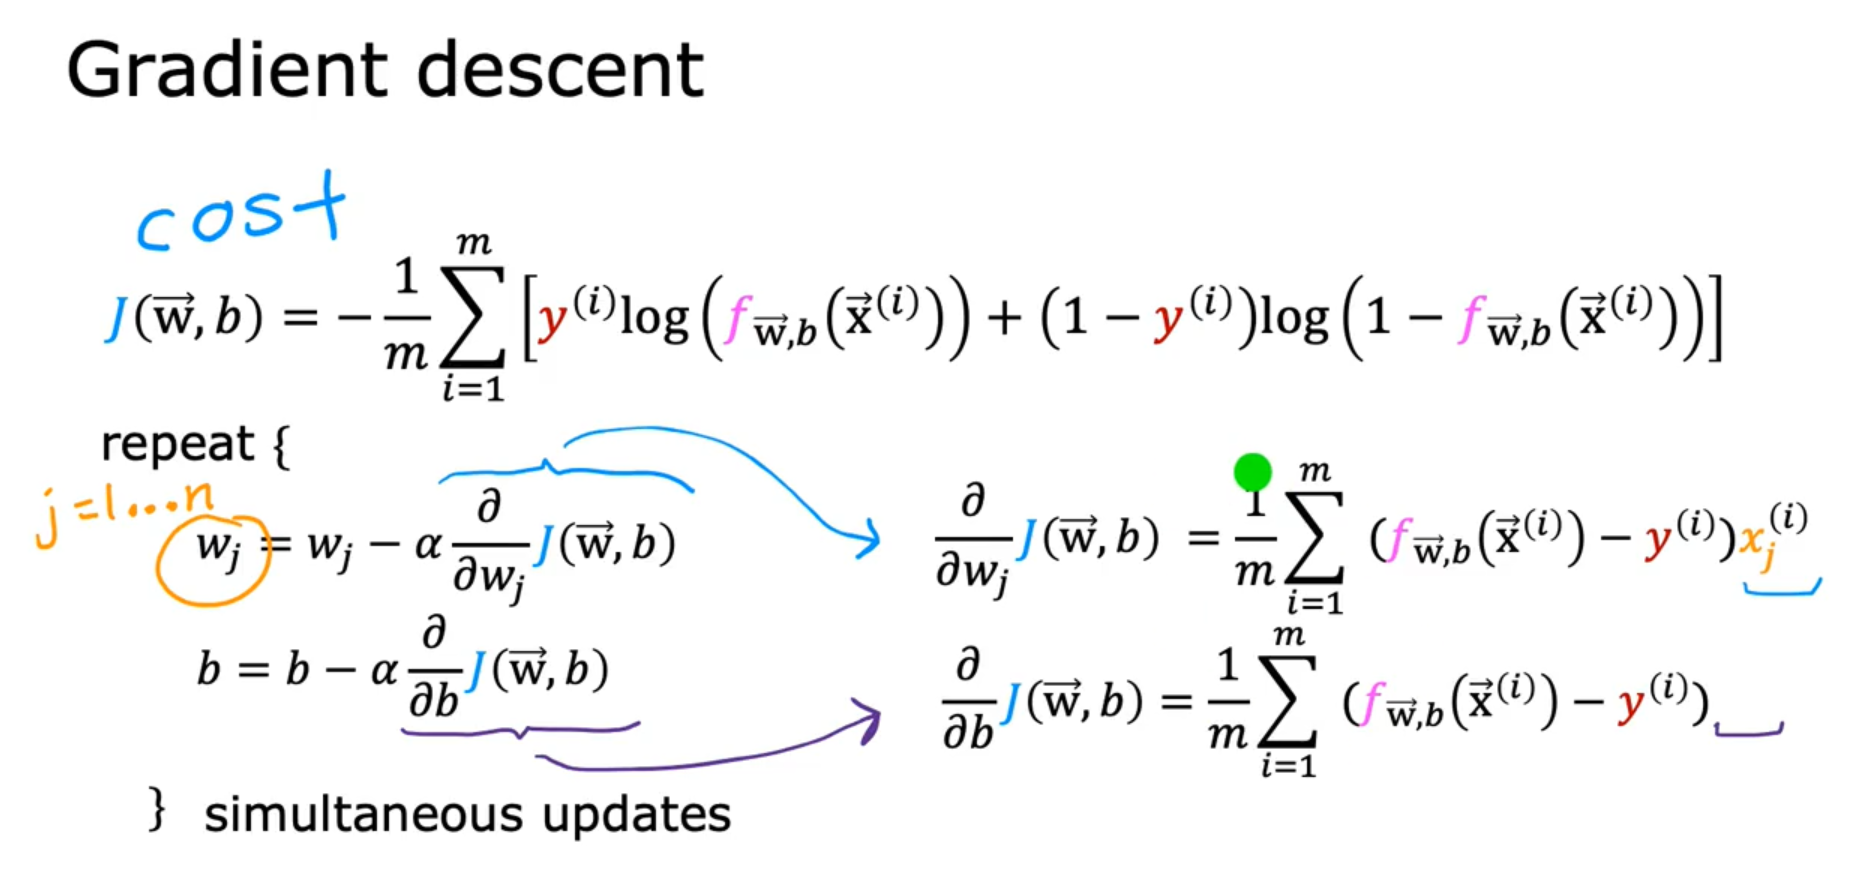 Gradient descent
cost
J(w⃗, b) = −(1/m) ∑_{i=1}^{m} [y⁽ⁱ⁾log(f_{w⃗,b}(x⃗⁽ⁱ⁾)) + (1 − y⁽ⁱ⁾)log(1 − f_{w⃗,b}(x⃗⁽ⁱ⁾))]
repeat {
j=1...n
w_j = w_j − α ∂/∂w_j J(w⃗, b)
∂/∂w_j J(w⃗, b) = (1/m) ∑_{i=1}^{m} (f_{w⃗,b}(x⃗⁽ⁱ⁾) − y⁽ⁱ⁾)x_j⁽ⁱ⁾
b = b − α ∂/∂b J(w⃗, b)
∂/∂b J(w⃗, b) = (1/m) ∑_{i=1}^{m} (f_{w⃗,b}(x⃗⁽ⁱ⁾) − y⁽ⁱ⁾)
} simultaneous updates